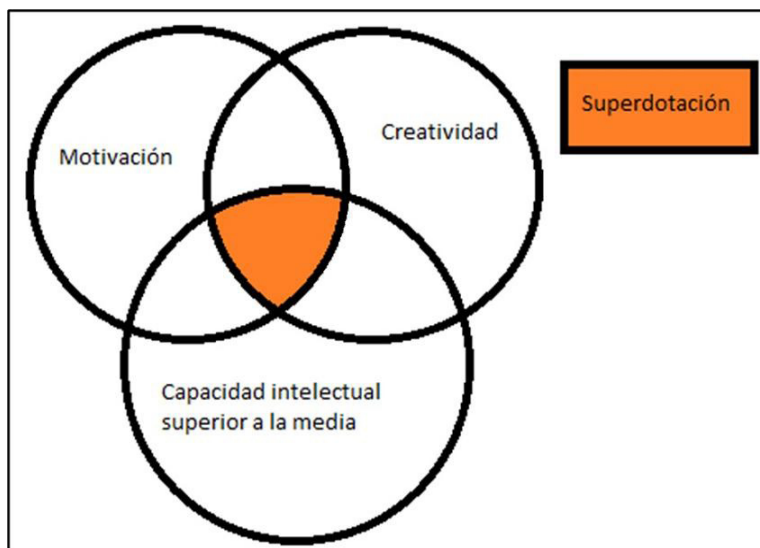 Superdotación
Creatividad
Motivación
Capacidad intelectual
superior a la media